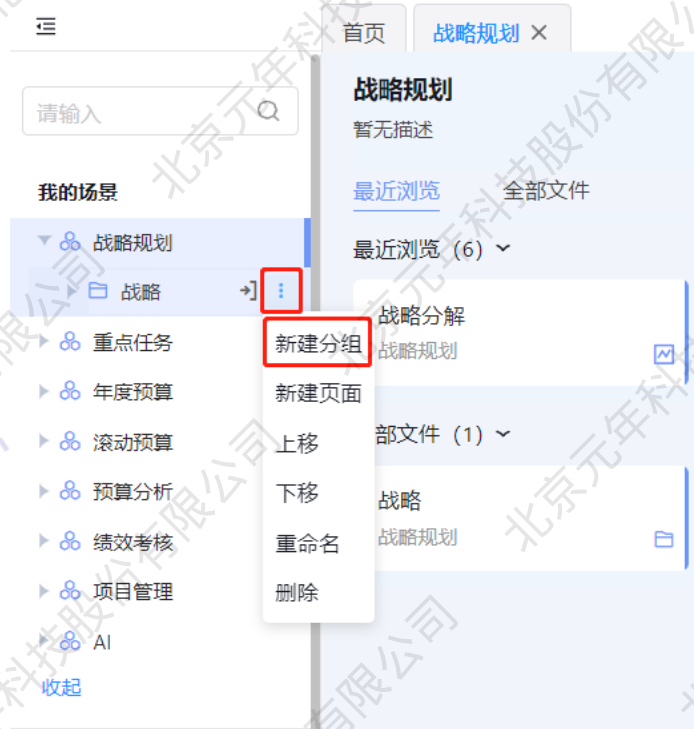 首页
战略规划
请输入
我的场景
战略规划
战略
重点任务
年度预算
滚动预算
预算分析
绩效考核
项目管理
AI
收起
新建分组
新建页面
上移
下移
重命名
删除
战略规划
暂无描述
最近浏览 全部文件
最近浏览（6）
战略分解
战略规划
部文件（1）
战略
战略规划
北京元年科技股份有限公司